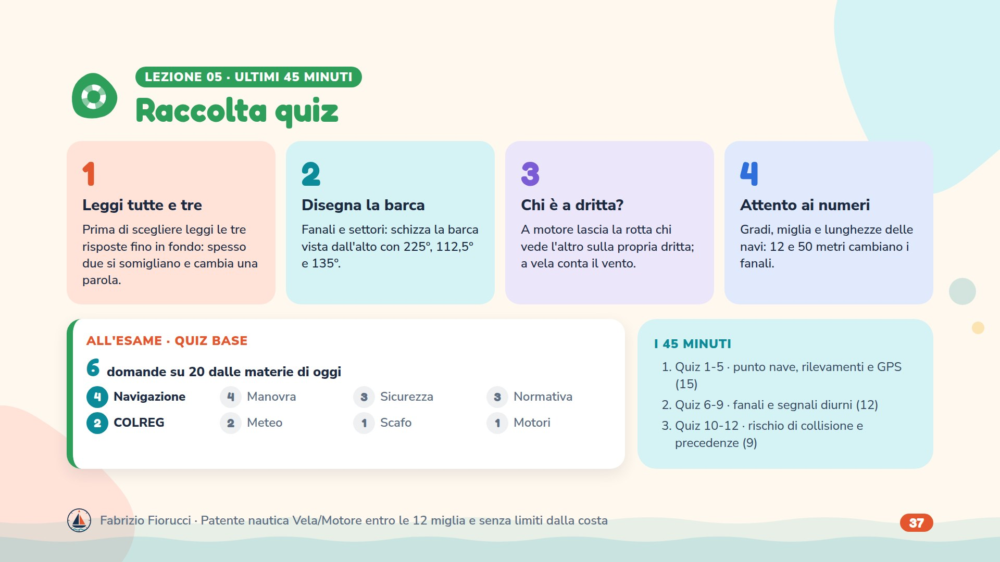 LEZIONE 05 · ULTIMI 45 MINUTI
Raccolta quiz
1
Leggi tutte e tre
Prima di scegliere leggi le tre
risposte fino in fondo: spesso
due si somigliano e cambia una
parola.
2
Disegna la barca
Fanali e settori: schizza la barca
vista dall'alto con 225°, 112,5°
e 135°.
3
Chi è a dritta?
A motore lascia la rotta chi
vede l'altro sulla propria dritta;
a vela conta il vento.
4
Attento ai numeri
Gradi, miglia e lunghezze delle
navi: 12 e 50 metri cambiano i
fanali.
ALL'ESAME · QUIZ BASE
6 domande su 20 dalle materie di oggi
4 Navigazione 4 Manovra 3 Sicurezza 3 Normativa
2 COLREG 2 Meteo 1 Scafo 1 Motori
I 45 MINUTI
1. Quiz 1-5 · punto nave, rilevamenti e GPS
(15)
2. Quiz 6-9 · fanali e segnali diurni (12)
3. Quiz 10-12 · rischio di collisione e
precedenze (9)
Fabrizio Fiorucci · Patente nautica Vela/Motore entro le 12 miglia e senza limiti dalla costa
37